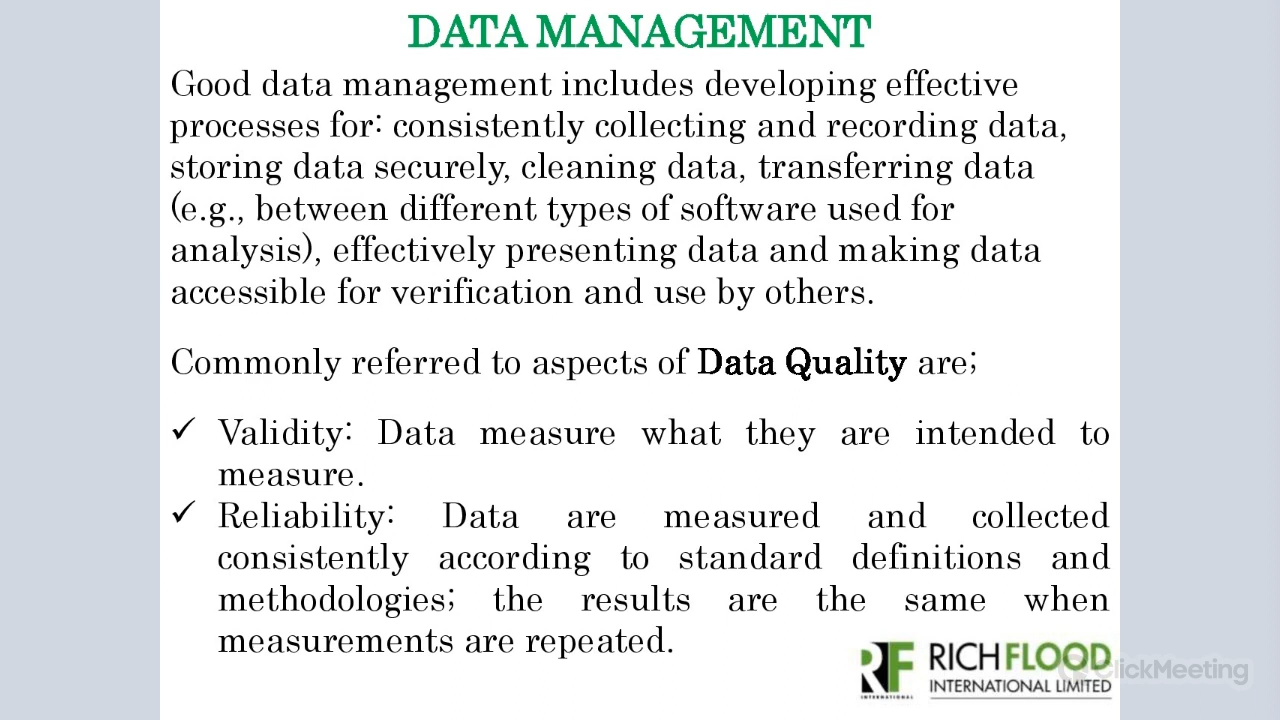 DATA MANAGEMENT
Good data management includes developing effective
processes for: consistently collecting and recording data,
storing data securely, cleaning data, transferring data
(e.g., between different types of software used for
analysis), effectively presenting data and making data
accessible for verification and use by others.
Commonly referred to aspects of Data Quality are;
✓ Validity: Data measure what they are intended to
measure.
✓ Reliability: Data are measured and collected
consistently according to standard definitions and
methodologies; the results are the same when
measurements are repeated.
RF RICHFLOOD
INTERNATIONAL INTERNATIONAL LIMITED
ClickMeeting